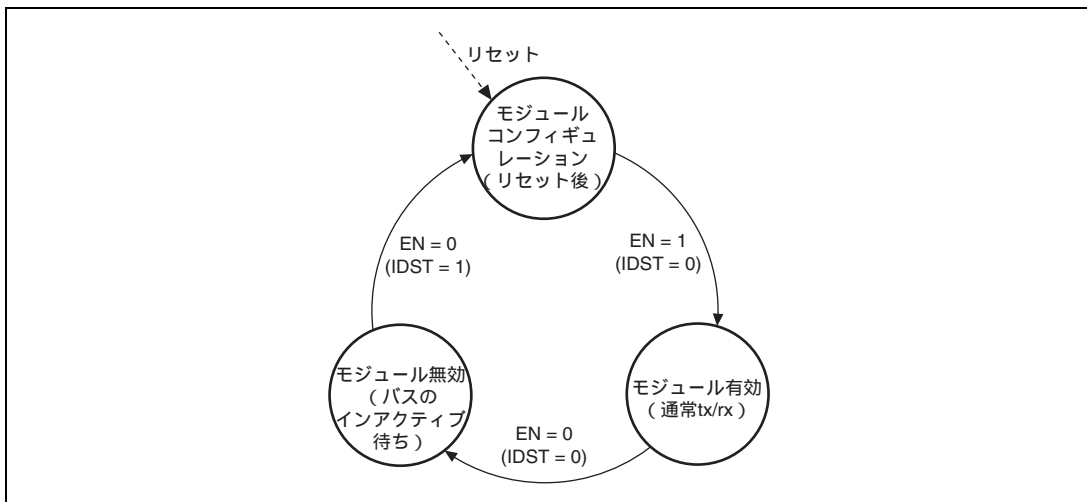 リセット
モジュール
コンフィギュ
レーション
（リセット後）
EN = 0
(IDST = 1)
EN = 1
(IDST = 0)
モジュール無効
（バスの
インアクティブ
待ち）
モジュール有効
（通常tx/rx）
EN = 0
(IDST = 0)